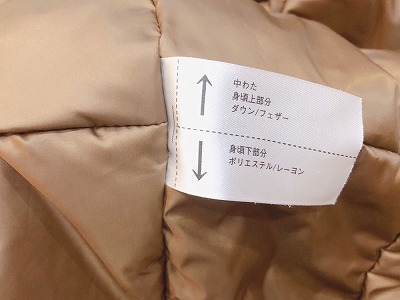 中わた
身頃上部分
ダウン/フェザー
身頃下部分
ポリエステル/レーヨン